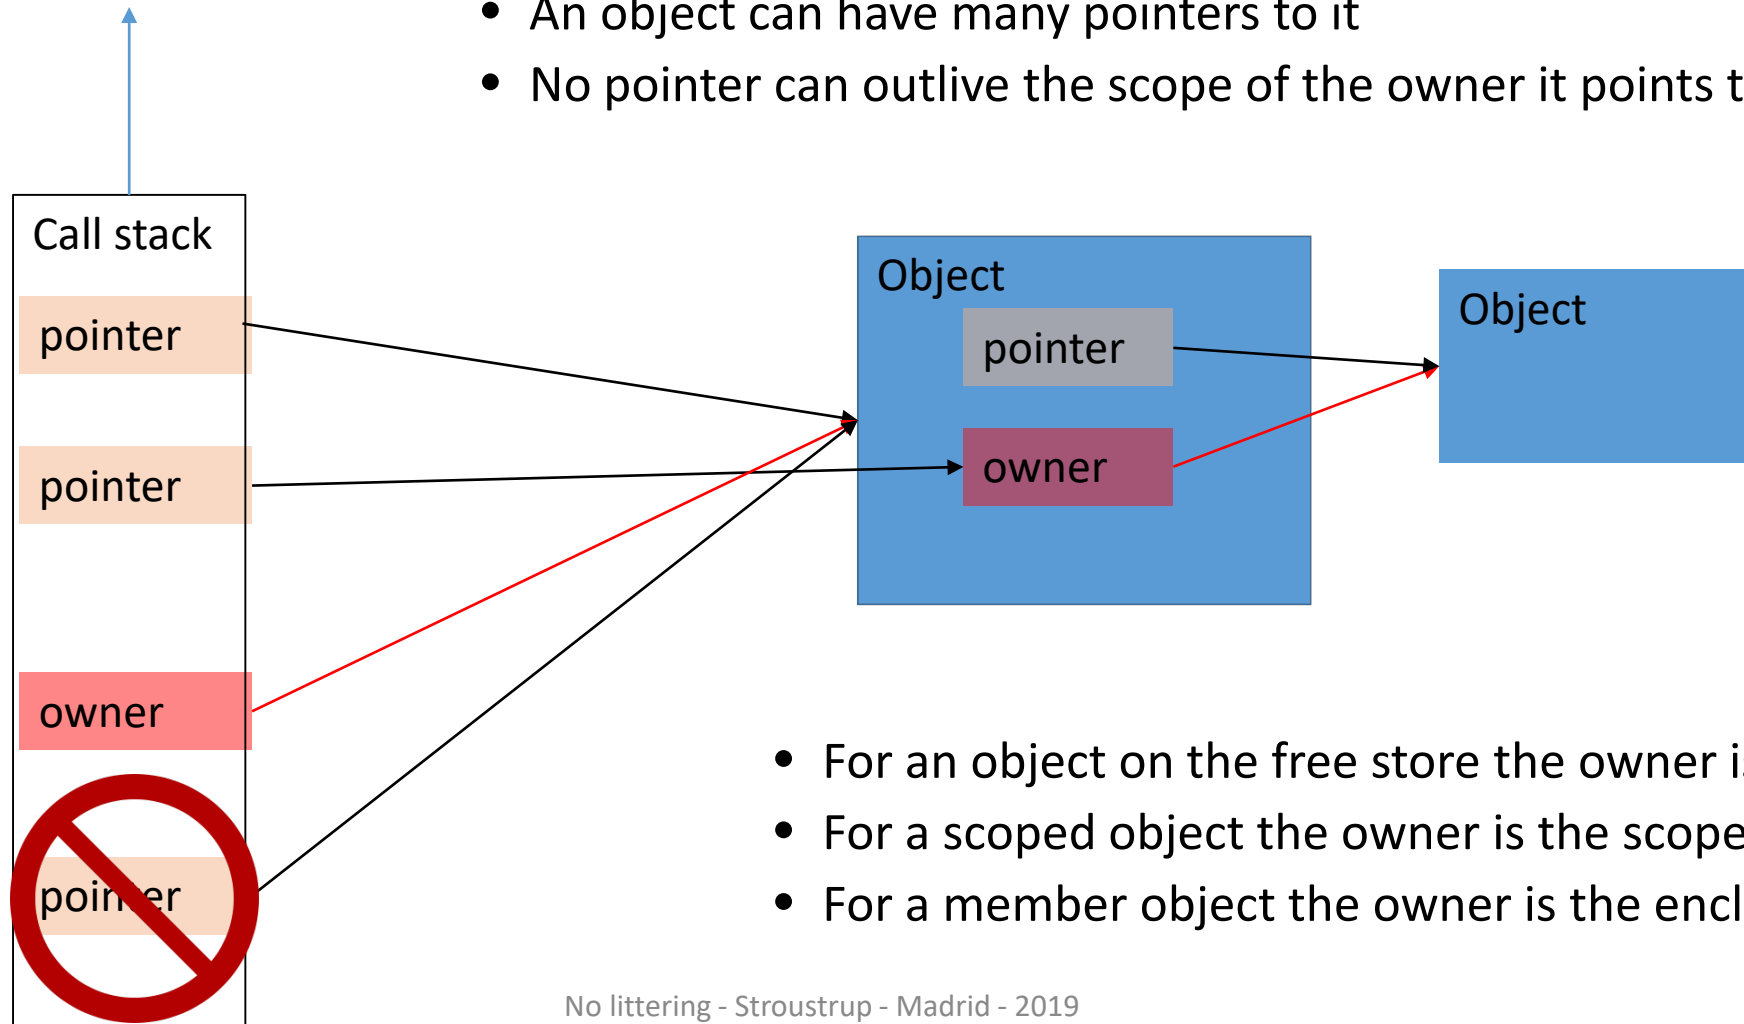 • An object can have many pointers to it
• No pointer can outlive the scope of the owner it points t
Call stack
pointer
pointer
owner
pointer
Object
pointer
owner
Object
• For an object on the free store the owner is
• For a scoped object the owner is the scope
• For a member object the owner is the encl
No littering - Stroustrup - Madrid - 2019